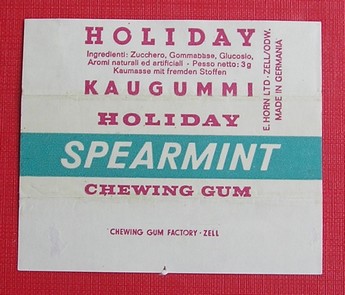 HOLIDAY
Ingredienti: Zucchero, Gommabase, Glucosio,
Aromi naturali ed artificiali - Pesso netto: 3 g
Kaumasse mit fremden Stoffen
KAUGUMMI
HOLIDAY
SPEARMINT
CHEWING GUM
CHEWING GUM FACTORY - ZELL
E. HORN LTD - ZELL/ODW.
MADE IN GERMANIA